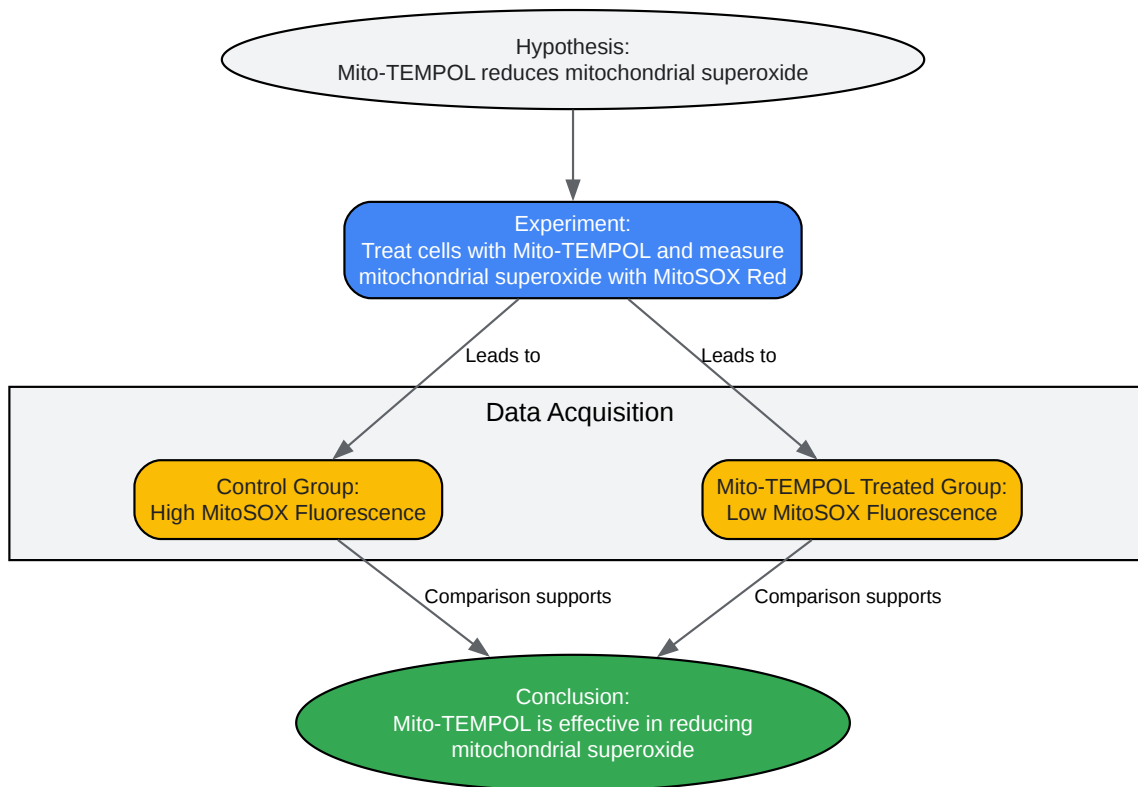 Hypothesis:
Mito-TEMPOL reduces mitochondrial superoxide
Experiment:
Treat cells with Mito-TEMPOL and measure
mitochondrial superoxide with MitoSOX Red
Leads to
Leads to
Data Acquisition
Control Group:
High MitoSOX Fluorescence
Mito-TEMPOL Treated Group:
Low MitoSOX Fluorescence
Comparison supports
Comparison supports
Conclusion:
Mito-TEMPOL is effective in reducing
mitochondrial superoxide